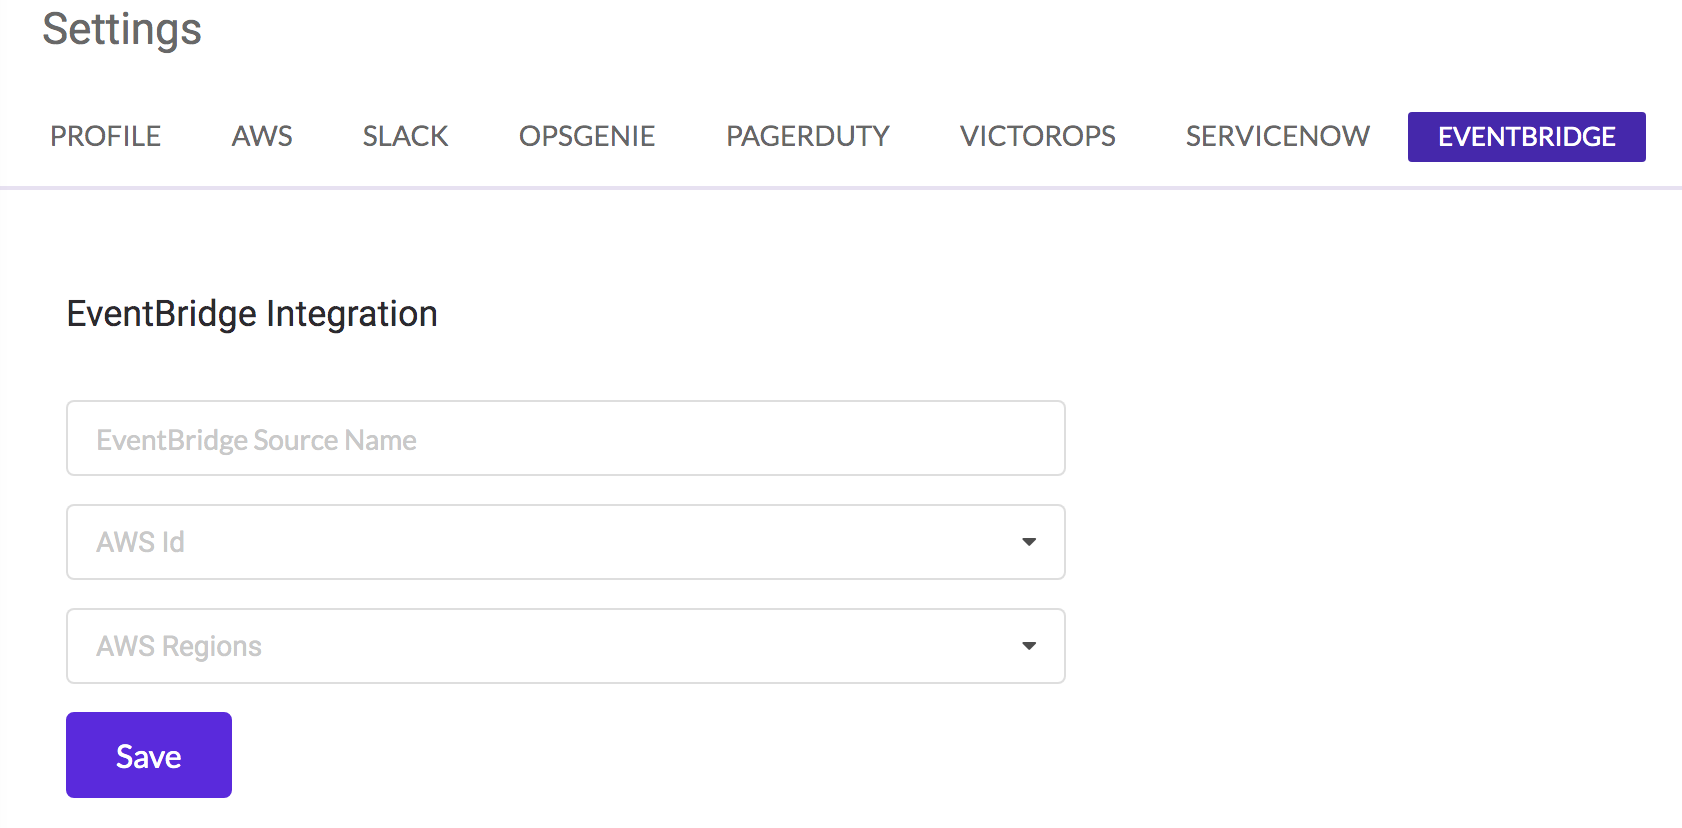 Settings
PROFILE AWS SLACK OPSGENIE PAGERDUTY VICTOROPS SERVICENOW EVENTBRIDGE
EventBridge Integration
EventBridge Source Name
AWS Id
AWS Regions
Save